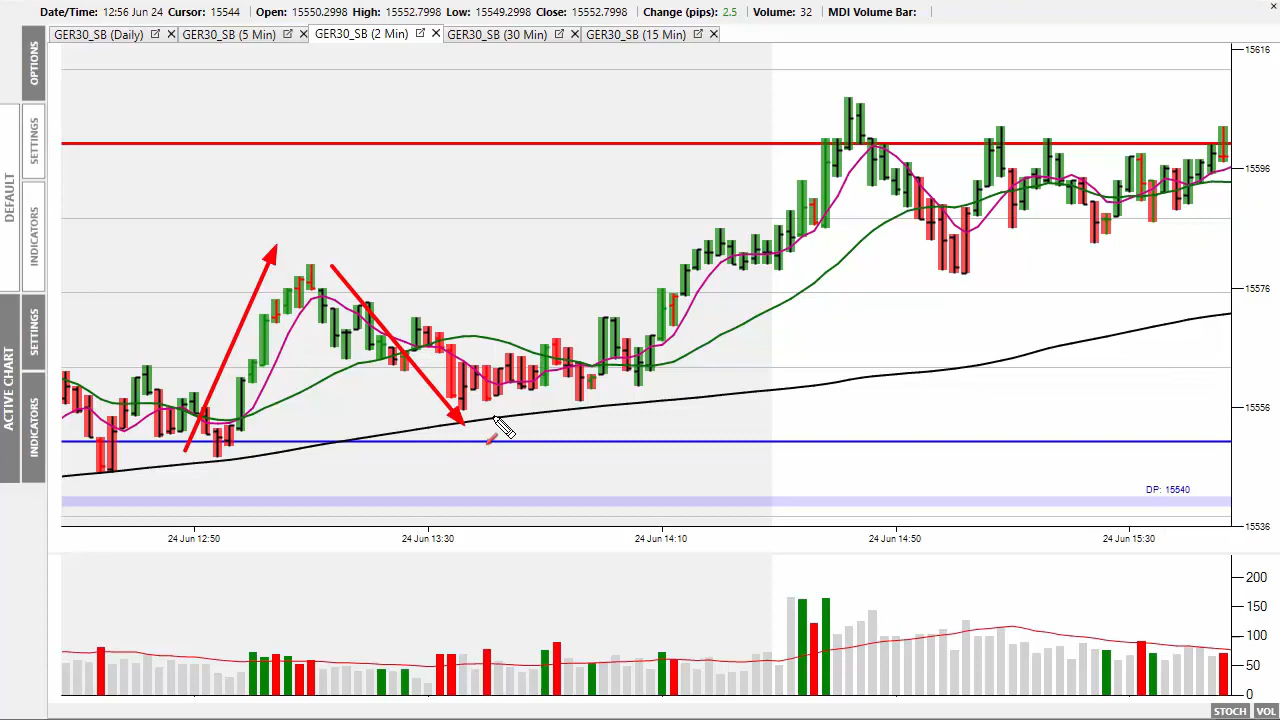 Date/Time: 12:56 Jun 24 Cursor: 15544 Open: 15550.2998 High: 15552.7998 Low: 15549.2998 Close: 15552.7998 Change (pips): 2.5 Volume: 32 MDI Volume Bar:
GER30_SB (Daily) GER30_SB (5 Min) GER30_SB (2 Min) GER30_SB (30 Min) GER30_SB (15 Min)
OPTIONS
SETTINGS
INDICATORS
DEFAULT
SETTINGS
INDICATORS
ACTIVE CHART
15616
15596
15576
15556
15536
DP: 15540
24 Jun 12:50 24 Jun 13:30 24 Jun 14:10 24 Jun 14:50 24 Jun 15:30
200
150
100
50
0
STOCH VOL